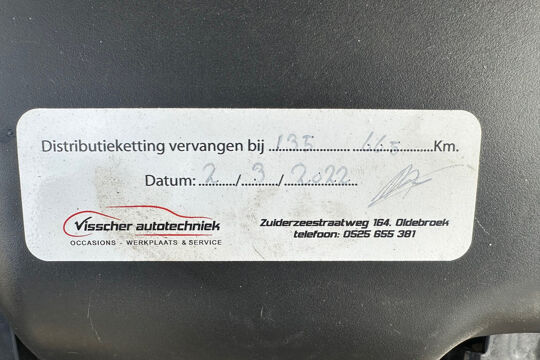 Distributieketting vervangen bij 135 665 Km.
Datum: 2 / 3 / 2022
Visscher autotechniek
OCCASIONS - WERKPLAATS & SERVICE
Zuiderzeestraatweg 164. Oldebroek
telefoon: 0525 655 381